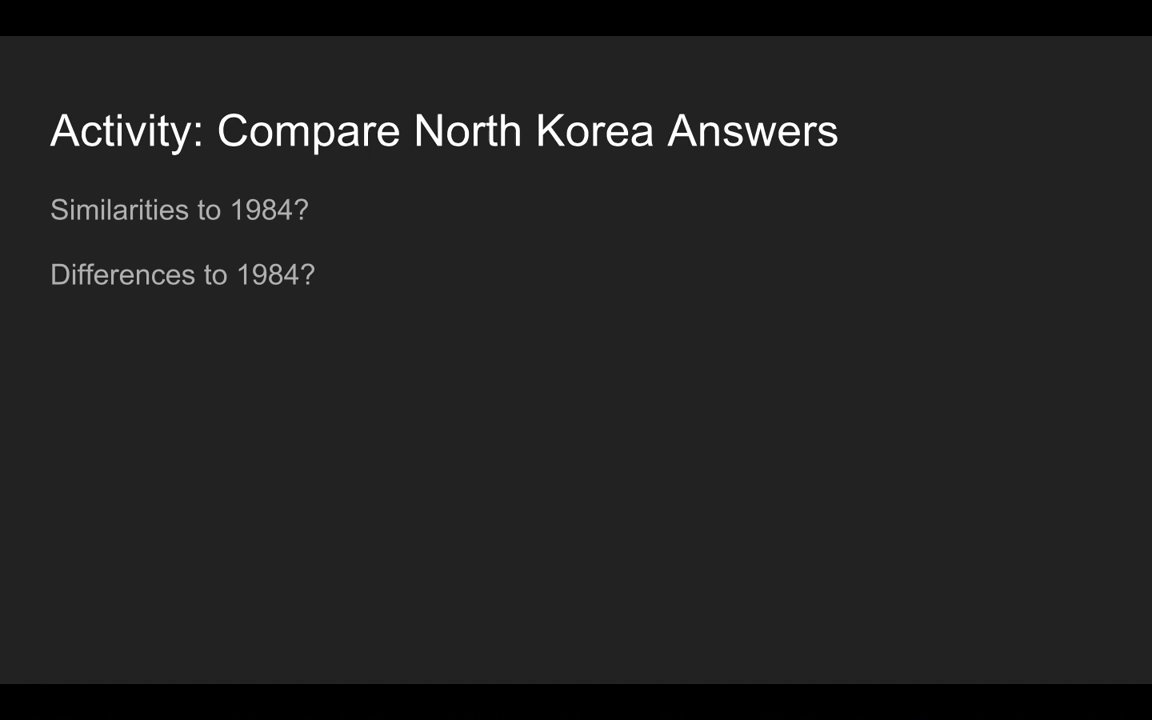 Activity: Compare North Korea Answers
Similarities to 1984?
Differences to 1984?